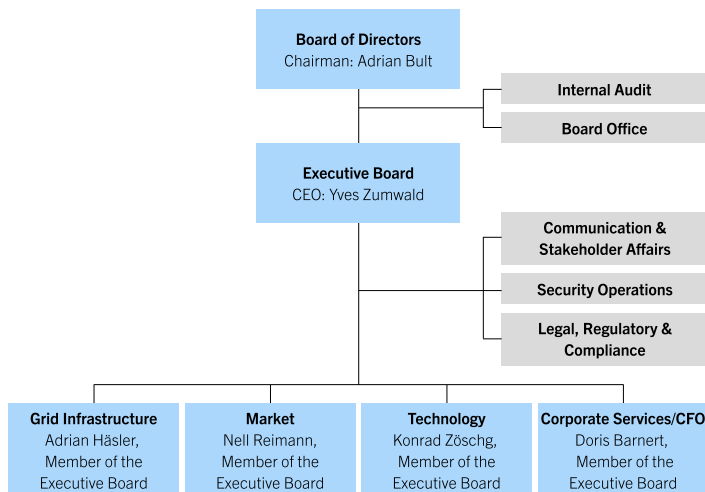 Board of Directors
Chairman: Adrian Bult
Internal Audit
Board Office
Executive Board
CEO: Yves Zumwald
Communication &
Stakeholder Affairs
Security Operations
Legal, Regulatory &
Compliance
Grid Infrastructure
Adrian Häsler,
Member of the
Executive Board
Market
Nell Reimann,
Member of the
Executive Board
Technology
Konrad Zöschg,
Member of the
Executive Board
Corporate Services/CFO
Doris Barnert,
Member of the
Executive Board